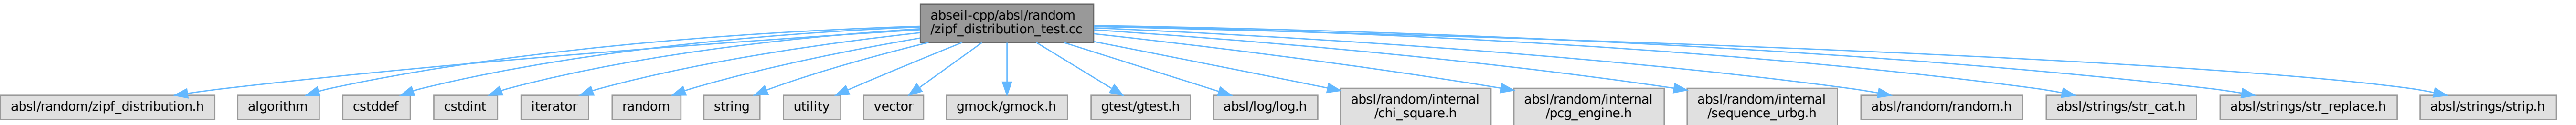 abseil-cpp/absl/random
/zipf_distribution_test.cc
absl/random/zipf_distribution.h
algorithm
cstddef
cstdint
iterator
random
string
utility
vector
gmock/gmock.h
gtest/gtest.h
absl/log/log.h
absl/random/internal
/chi_square.h
absl/random/internal
/pcg_engine.h
absl/random/internal
/sequence_urbg.h
absl/random/random.h
absl/strings/str_cat.h
absl/strings/str_replace.h
absl/strings/strip.h